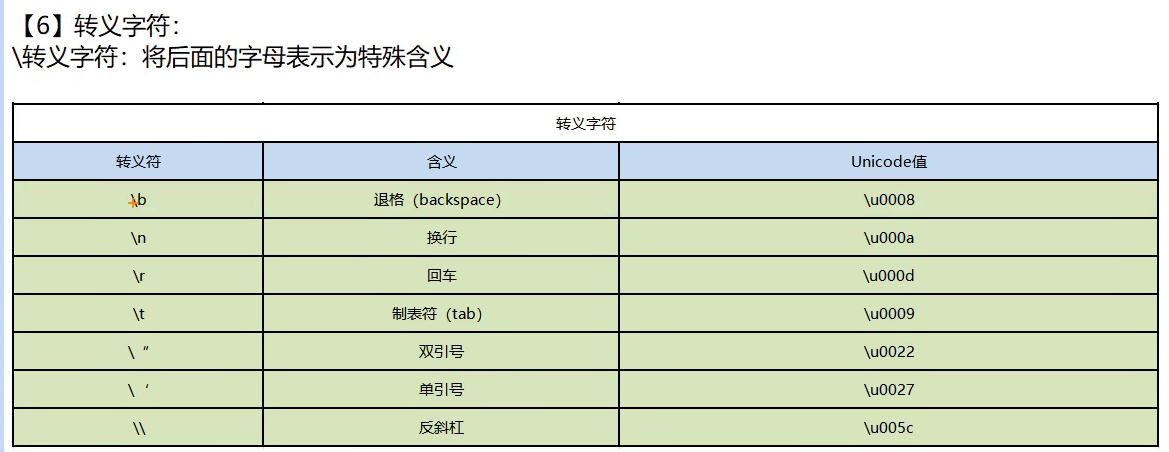 【6】转义字符：
\转义字符：将后面的字母表示为特殊含义
转义字符
转义符 含义 Unicode值
\b 退格（backspace） \u0008
\n 换行 \u000a
\r 回车 \u000d
\t 制表符（tab） \u0009
\“ 双引号 \u0022
\‘ 单引号 \u0027
\\ 反斜杠 \u005c